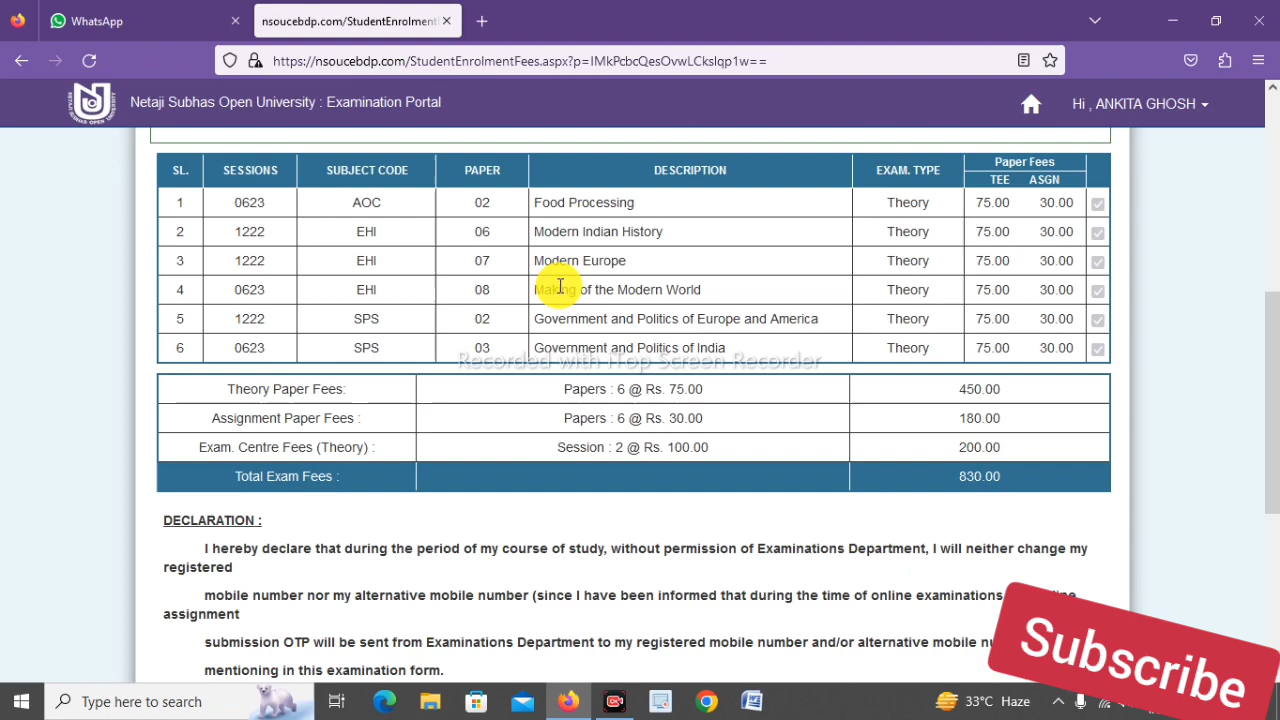 WhatsApp
nsoucebdp.com/StudentEnrolment
https://nsoucebdp.com/StudentEnrolmentFees.aspx?p=IMkPcbcQesOvwLCksIqp1w==
Netaji Subhas Open University : Examination Portal
Hi , ANKITA GHOSH
SL. SESSIONS SUBJECT CODE PAPER DESCRIPTION EXAM. TYPE Paper Fees
TEE ASGN
1 0623 AOC 02 Food Processing Theory 75.00 30.00
2 1222 EHI 06 Modern Indian History Theory 75.00 30.00
3 1222 EHI 07 Modern Europe Theory 75.00 30.00
4 0623 EHI 08 Making of the Modern World Theory 75.00 30.00
5 1222 SPS 02 Government and Politics of Europe and America Theory 75.00 30.00
6 0623 SPS 03 Government and Politics of India Theory 75.00 30.00
Recorded with iTop Screen Recorder
Theory Paper Fees: Papers : 6 @ Rs. 75.00 450.00
Assignment Paper Fees : Papers : 6 @ Rs. 30.00 180.00
Exam. Centre Fees (Theory) : Session : 2 @ Rs. 100.00 200.00
Total Exam Fees : 830.00
DECLARATION :
I hereby declare that during the period of my course of study, without permission of Examinations Department, I will neither change my
registered
mobile number nor my alternative mobile number (since I have been informed that during the time of online examinations
assignment
submission OTP will be sent from Examinations Department to my registered mobile number and/or alternative mobile
mentioning in this examination form.
Subscribe
Type here to search
33°C Haze